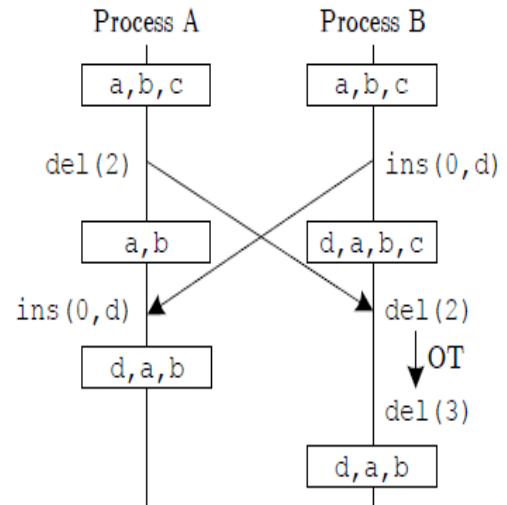 Process A Process B
a,b,c a,b,c
del(2) ins(0,d)
a,b d,a,b,c
ins(0,d) del(2)
OT
d,a,b
del(3)
d,a,b